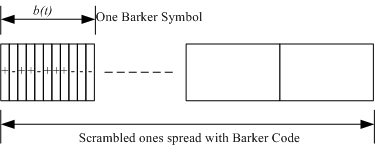 b(t)
One Barker Symbol
+-++-+++---
Scrambled ones spread with Barker Code